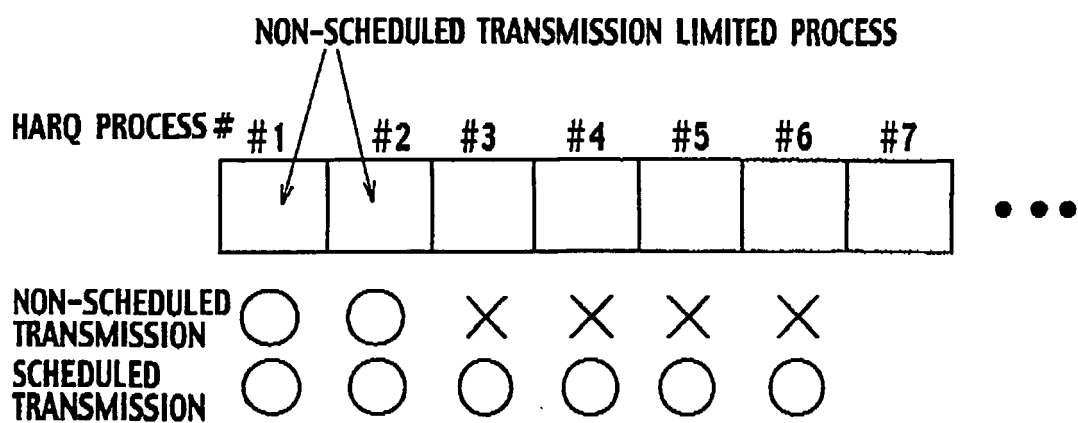 NON-SCHEDULED TRANSMISSION LIMITED PROCESS
HARQ PROCESS # #1 #2 #3 #4 #5 #6 #7
NON-SCHEDULED
TRANSMISSION
SCHEDULED
TRANSMISSION